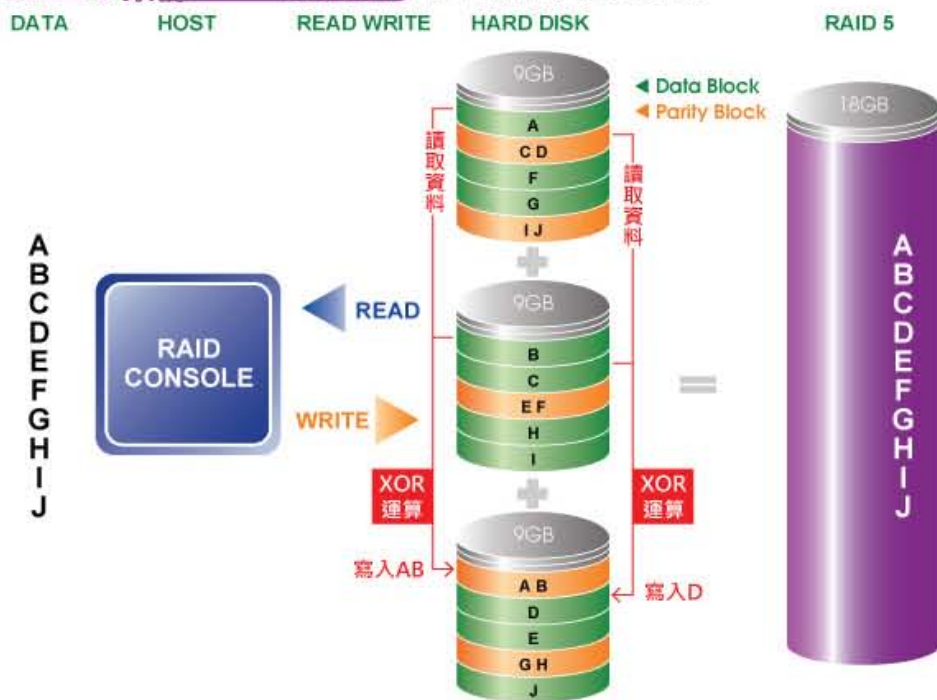 DATA
HOST
READ WRITE
HARD DISK
RAID 5
9GB
Data Block
Parity Block
A
C D
F
G
I J
18GB
讀取資料
讀取資料
A
B
C
D
E
F
G
H
I
J
RAID
CONSOLE
READ
WRITE
9GB
B
C
E F
H
I
A
B
C
D
E
F
G
H
I
J
XOR
運算
XOR
運算
9GB
寫入AB
寫入D
A B
D
E
G H
J